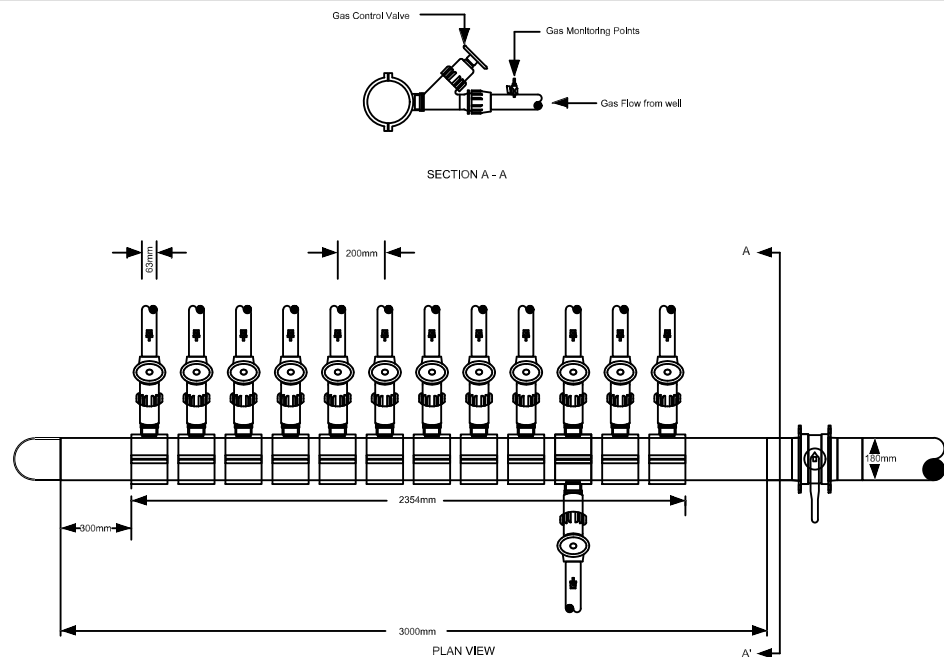 Gas Control Valve
Gas Monitoring Points
Gas Flow from well
SECTION A - A
63mm
200mm
A
180mm
2354mm
300mm
3000mm
PLAN VIEW
A'